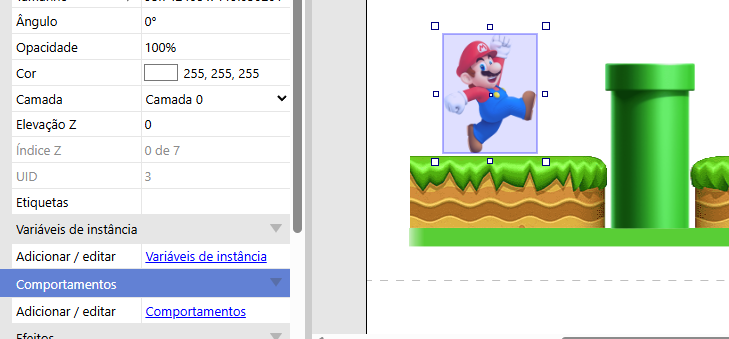 Ângulo 0°
Opacidade 100%
Cor 255, 255, 255
Camada Camada 0
Elevação Z 0
Índice Z 0 de 7
UID 3
Etiquetas
Variáveis de instância
Adicionar / editar Variáveis de instância
Comportamentos
Adicionar / editar Comportamentos
Efeitos